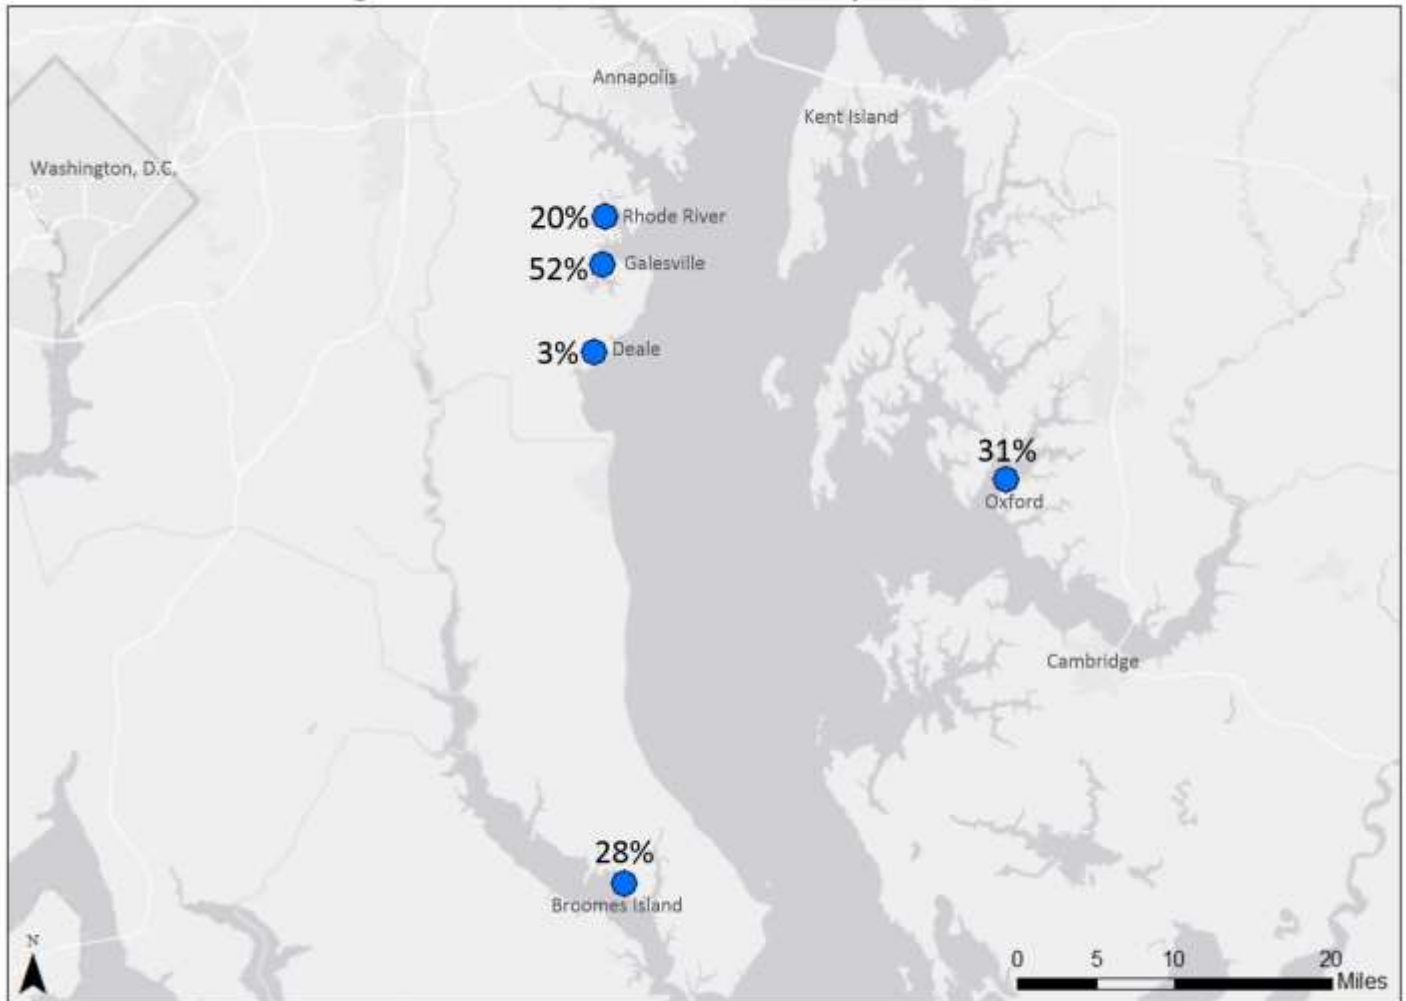 Annapolis
Kent Island
Washington, D.C.
20% Rhode River
52% Galesville
3% Deale
31%
Oxford
Cambridge
28%
Broomes Island
N
0 5 10 20
Miles